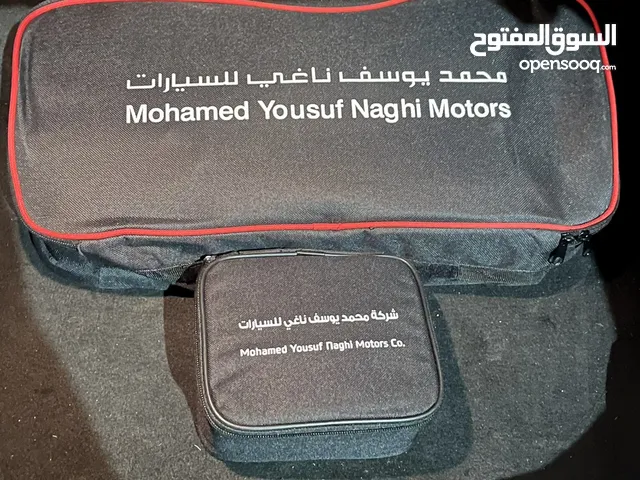 السوق المفتوح
opensooq.com
محمد يوسف ناغي للسيارات
Mohamed Yousuf Naghi Motors
شركة محمد يوسف ناغي للسيارات
Mohamed Yousuf Naghi Motors Co.